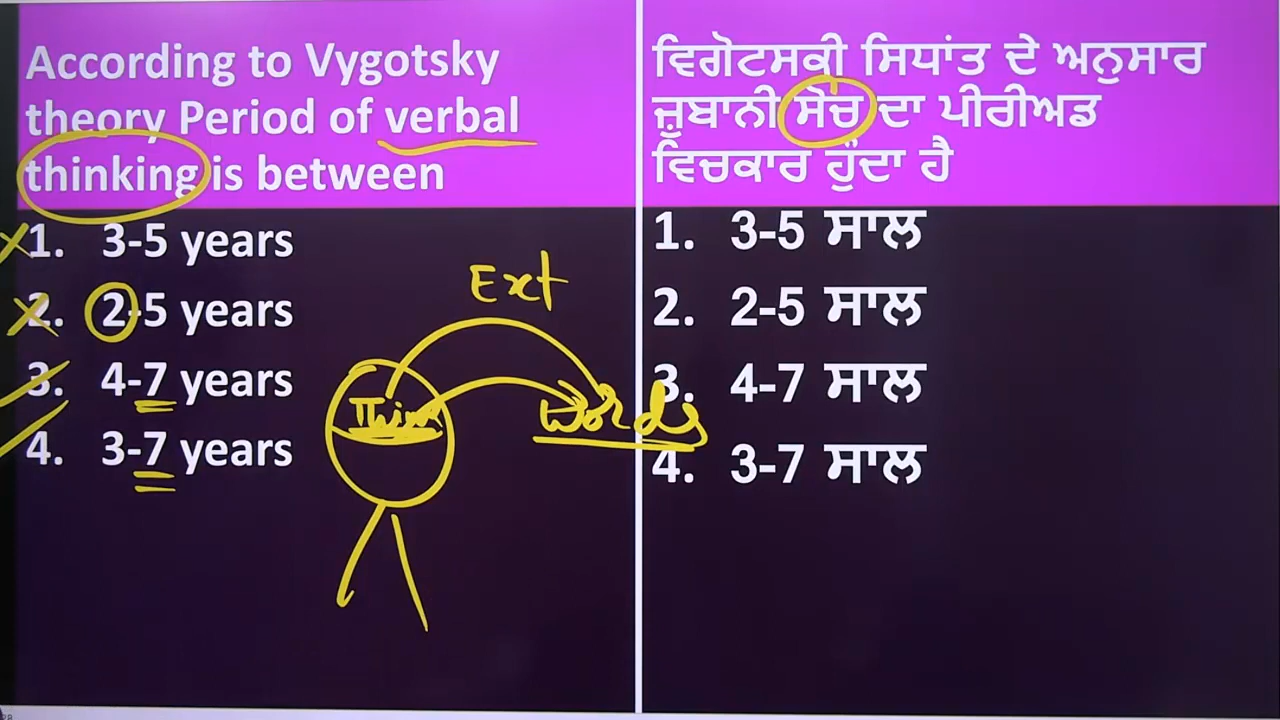 According to Vygotsky
theory Period of verbal
thinking is between
1. 3-5 years
2. 2-5 years
3. 4-7 years
4. 3-7 years
Ext
Think
words
ਵਿਗੋਟਸਕੀ ਸਿਧਾਂਤ ਦੇ ਅਨੁਸਾਰ
ਜ਼ੁਬਾਨੀ ਸੋਚ ਦਾ ਪੀਰੀਅਡ
ਵਿਚਕਾਰ ਹੁੰਦਾ ਹੈ
1. 3-5 ਸਾਲ
2. 2-5 ਸਾਲ
3. 4-7 ਸਾਲ
4. 3-7 ਸਾਲ